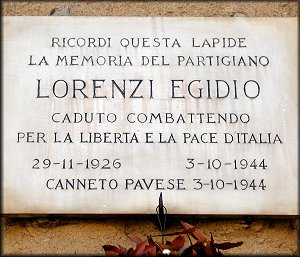 RICORDI QUESTA LAPIDE
LA MEMORIA DEL PARTIGIANO
LORENZI EGIDIO
CADUTO COMBATTENDO
PER LA LIBERTA E LA PACE D'ITALIA
29-11-1926 3-10-1944
CANNETO PAVESE 3-10-1944